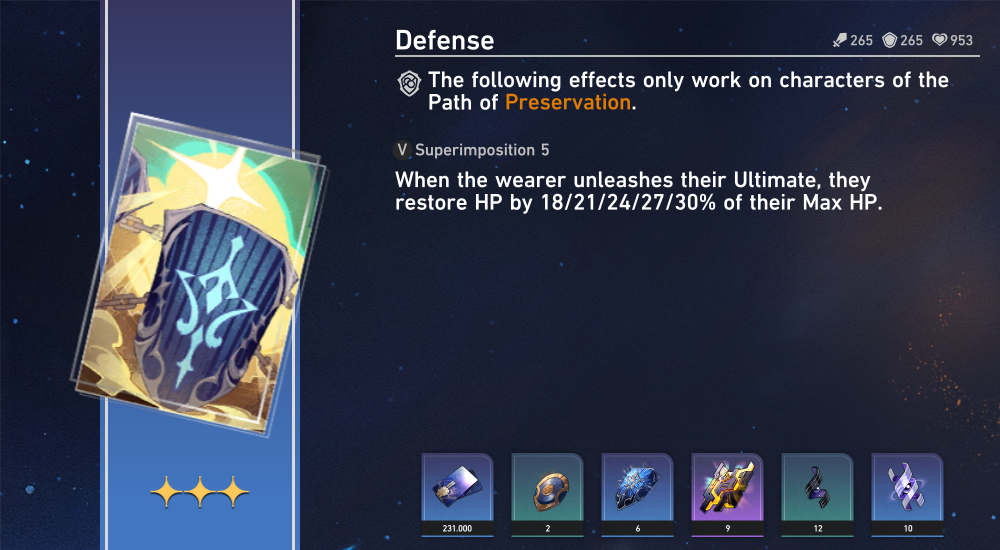 Defense
265 265 953
The following effects only work on characters of the
Path of Preservation.
V Superimposition 5
When the wearer unleashes their Ultimate, they
restore HP by 18/21/24/27/30% of their Max HP.
231.000 2 6 9 12 10